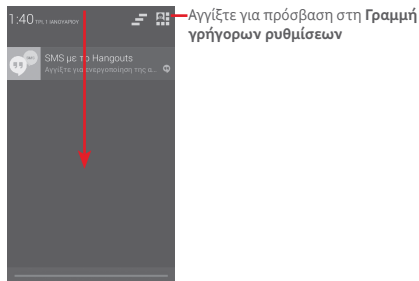 1:40 ΤΡΙ, 1 ΙΑΝΟΥΑΡΙΟΥ
Αγγίξτε για πρόσβαση στη Γραμμή
γρήγορων ρυθμίσεων
SMS με το Hangouts
Αγγίξτε για ενεργοποίηση της α...